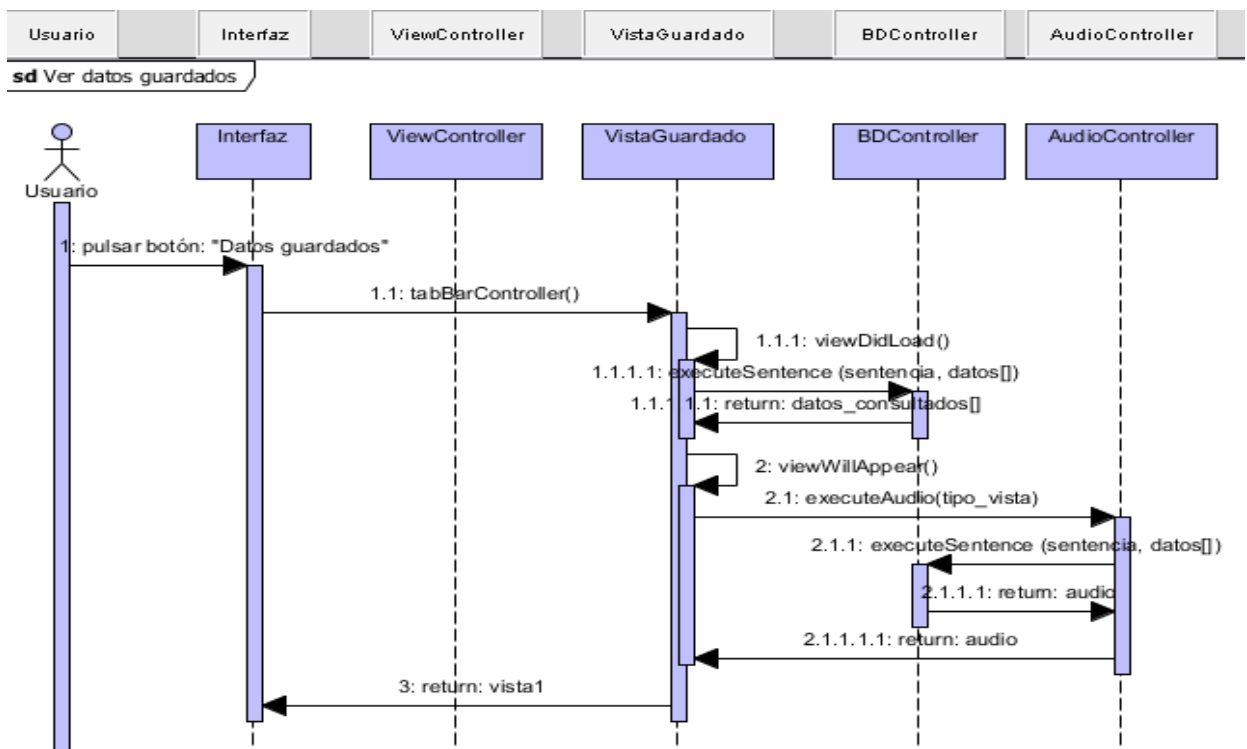 Usuario Interfaz ViewController VistaGuardado BDController AudioController
sd Ver datos guardados
Interfaz ViewController VistaGuardado BDController AudioController
Usuario
1: pulsar botón: "Datos guardados"
1.1: tabBarController()
1.1.1: viewDidLoad()
1.1.1.1: executeSentence (sentencia, datos[])
1.1.1.1.1: return: datos_consultados[]
2: viewWillAppear()
2.1: executeAudio(tipo_vista)
2.1.1: executeSentence (sentencia, datos[])
2.1.1.1: return: audio
2.1.1.1.1: return: audio
3: return: vista1